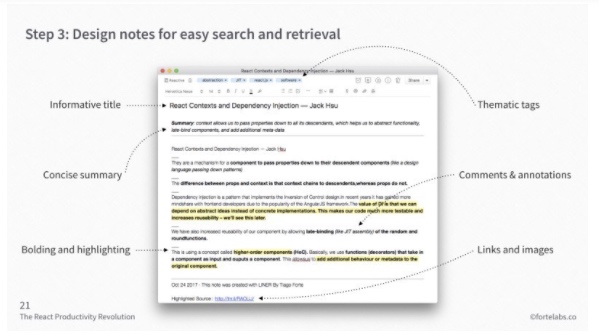 Step 3: Design notes for easy search and retrieval
React Contexts and Dependency Injection — Jack Hsu
abstraction
JIT
reactjs
software
Share
Informative title
React Contexts and Dependency Injection — Jack Hsu
Thematic tags
Summary: context allows us to pass properties down to all its descendants, which helps us to abstract functionality,
late-bind components, and add additional meta-data
React Contexts and Dependency Injection — Jack Hsu
They are a mechanism for a component to pass properties down to their descendent components (like a design
language passing down patterns)
Concise summary
The difference between props and context is that context chains to descendents, whereas props do not.
Comments & annotations
Dependency injection is a pattern that implements the Inversion of Control design in recent years it has gained more
mindshare with frontend developers due to the popularity of the AngularJS framework. The value of DI is that we can
depend on abstract ideas instead of concrete implementations. This makes our code much more testable and
increases reusability – we'll see this later.
We have also increased reusability of our component by allowing late-binding (like JIT assembly) of the random and
roundfunctions.
Bolding and highlighting
This is using a concept called higher-order components (HoC). Basically, we use functions (decorators) that take in
a component as input and ouputs a component. This allows us to add additional behaviour or metadata to the
original component.
Links and images
Oct 24 2017 · This note was created with LINER By Tiago Forte
Highlighted Source :
21
The React Productivity Revolution
©fortelabs.co